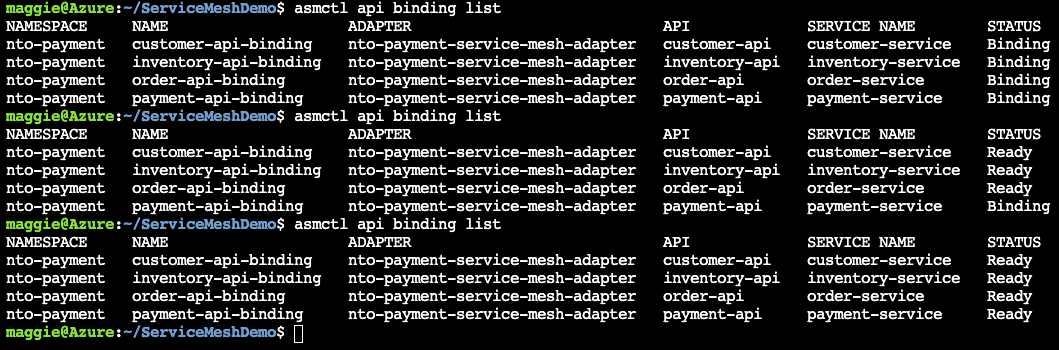 maggie@Azure:~/ServiceMeshDemo$ asmctl api binding list
NAMESPACE NAME ADAPTER API SERVICE NAME STATUS
nto-payment customer-api-binding nto-payment-service-mesh-adapter customer-api customer-service Binding
nto-payment inventory-api-binding nto-payment-service-mesh-adapter inventory-api inventory-service Binding
nto-payment order-api-binding nto-payment-service-mesh-adapter order-api order-service Binding
nto-payment payment-api-binding nto-payment-service-mesh-adapter payment-api payment-service Binding
maggie@Azure:~/ServiceMeshDemo$ asmctl api binding list
NAMESPACE NAME ADAPTER API SERVICE NAME STATUS
nto-payment customer-api-binding nto-payment-service-mesh-adapter customer-api customer-service Ready
nto-payment inventory-api-binding nto-payment-service-mesh-adapter inventory-api inventory-service Ready
nto-payment order-api-binding nto-payment-service-mesh-adapter order-api order-service Ready
nto-payment payment-api-binding nto-payment-service-mesh-adapter payment-api payment-service Binding
maggie@Azure:~/ServiceMeshDemo$ asmctl api binding list
NAMESPACE NAME ADAPTER API SERVICE NAME STATUS
nto-payment customer-api-binding nto-payment-service-mesh-adapter customer-api customer-service Ready
nto-payment inventory-api-binding nto-payment-service-mesh-adapter inventory-api inventory-service Ready
nto-payment order-api-binding nto-payment-service-mesh-adapter order-api order-service Ready
nto-payment payment-api-binding nto-payment-service-mesh-adapter payment-api payment-service Ready
maggie@Azure:~/ServiceMeshDemo$